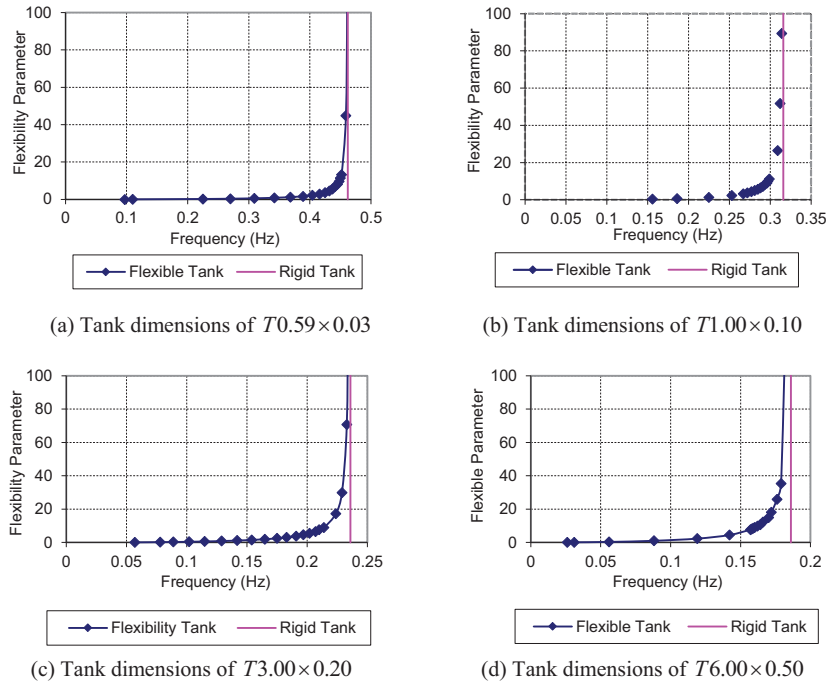 Flexibility Parameter
100
80
60
40
20
0
0 0.1 0.2 0.3 0.4 0.5
Frequency (Hz)
Flexible Tank Rigid Tank
(a) Tank dimensions of T0.59×0.03
Flexibility Parameter
100
80
60
40
20
0
0 0.05 0.1 0.15 0.2 0.25 0.3 0.35
Frequency (Hz)
Flexible Tank Rigid Tank
(b) Tank dimensions of T1.00×0.10
Flexibility Parameter
100
80
60
40
20
0
0 0.05 0.1 0.15 0.2 0.25
Frequency (Hz)
Flexibility Tank Rigid Tank
(c) Tank dimensions of T3.00×0.20
Flexible Parameter
100
80
60
40
20
0
0 0.05 0.1 0.15 0.2
Frequency (Hz)
Flexible Tank Rigid Tank
(d) Tank dimensions of T6.00×0.50